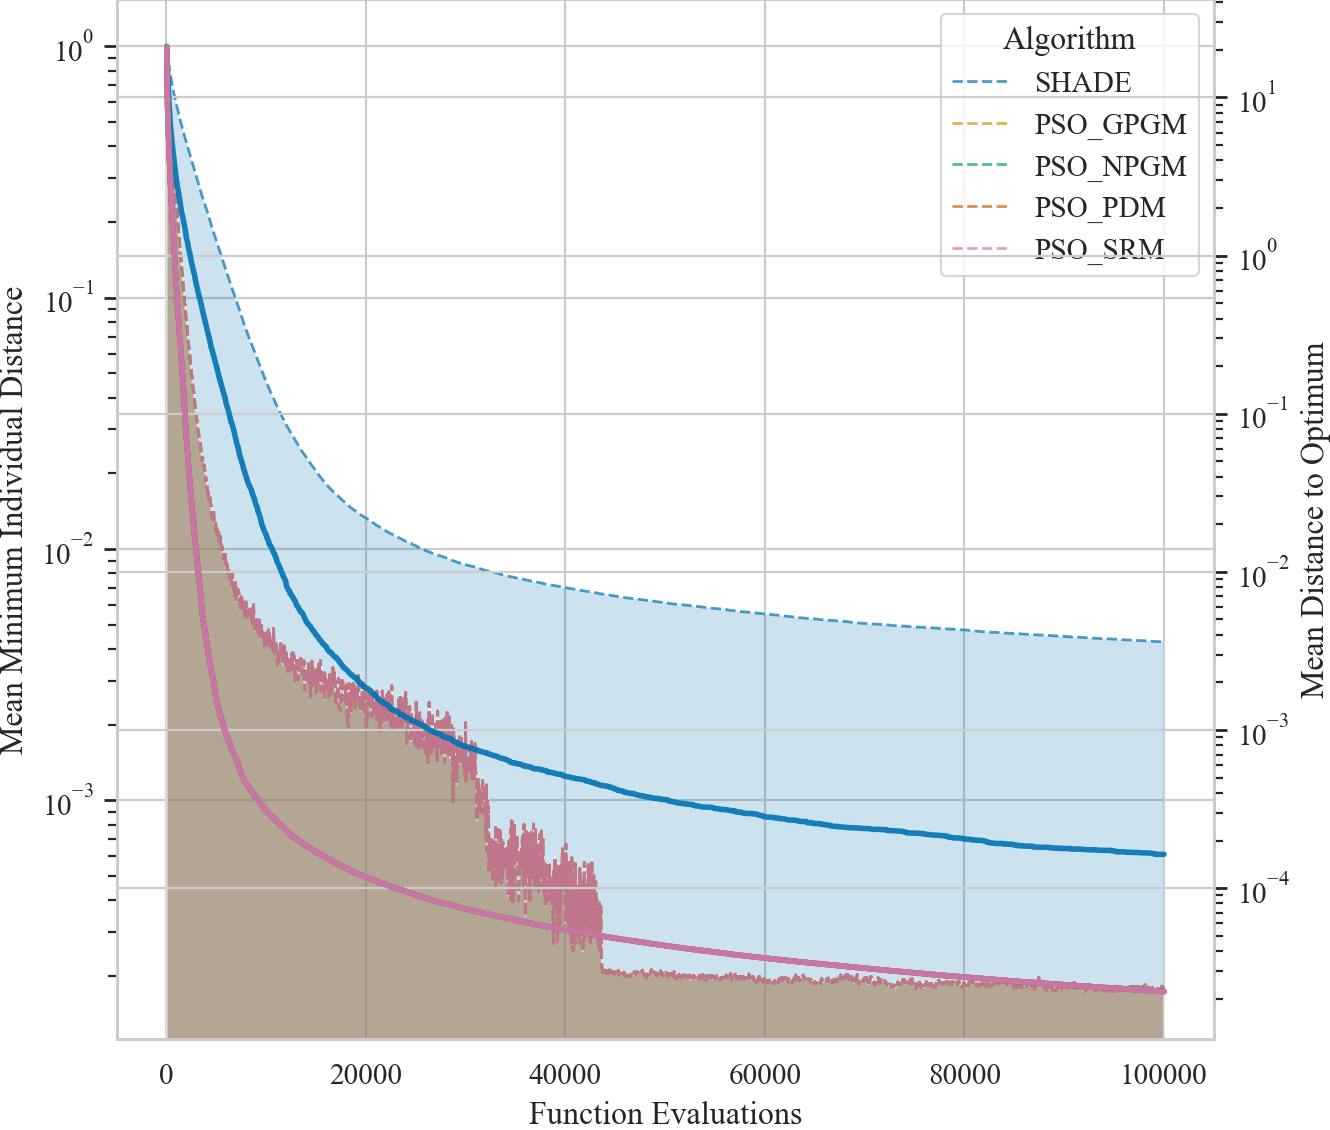 Algorithm
SHADE
PSO_GPGM
PSO_NPGM
PSO_PDM
PSO_SRM
Mean Minimum Individual Distance
10^0
10^−1
10^−2
10^−3
10^1
10^0
10^−1
10^−2
10^−3
10^−4
Mean Distance to Optimum
0 20000 40000 60000 80000 100000
Function Evaluations